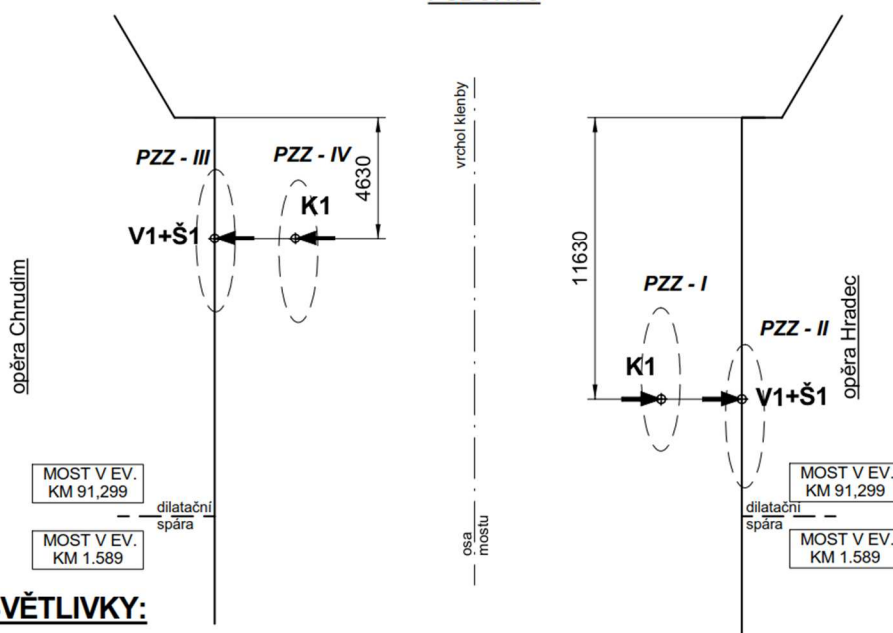 vrchol klenby
PZZ - III
PZZ - IV
4630
K1
V1+Š1
opěra Chrudim
11630
PZZ - I
PZZ - II
opěra Hradec
K1
V1+Š1
MOST V EV.
KM 91,299
dilatační
spára
MOST V EV.
KM 1.589
osa
mostu
MOST V EV.
KM 91,299
dilatační
spára
MOST V EV.
KM 1.589
VĚTLIVKY: